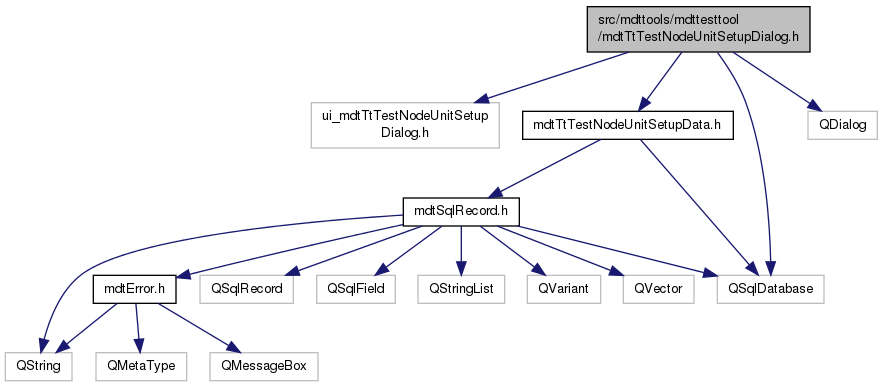 src/mdttools/mdttesttool
/mdtTtTestNodeUnitSetupDialog.h
ui_mdtTtTestNodeUnitSetup
Dialog.h
mdtTtTestNodeUnitSetupData.h
QDialog
mdtSqlRecord.h
mdtError.h
QSqlRecord
QSqlField
QStringList
QVariant
QVector
QSqlDatabase
QString
QMetaType
QMessageBox